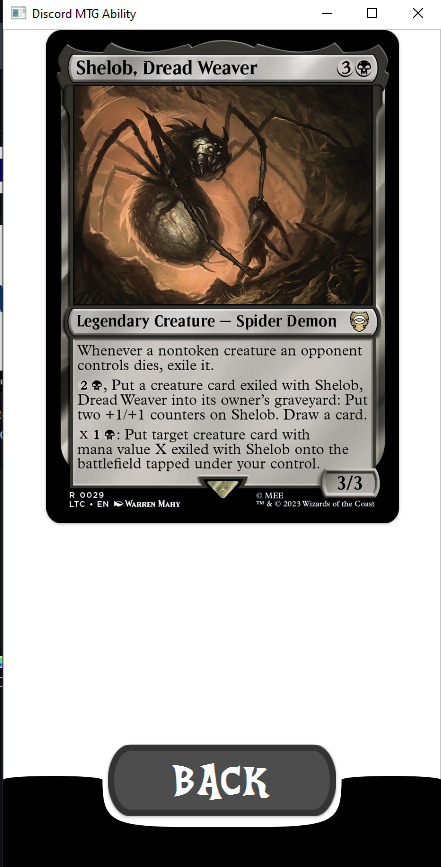 Discord MTG Ability
Shelob, Dread Weaver 3
Legendary Creature — Spider Demon
Whenever a nontoken creature an opponent
controls dies, exile it.
2, Put a creature card exiled with Shelob,
Dread Weaver into its owner's graveyard: Put
two +1/+1 counters on Shelob. Draw a card.
X 1: Put target creature card with
mana value X exiled with Shelob onto the
battlefield tapped under your control.
3/3
R 0029
LTC • EN Warren Mahy
© MEE
™ & © 2023 Wizards of the Coast
BACK